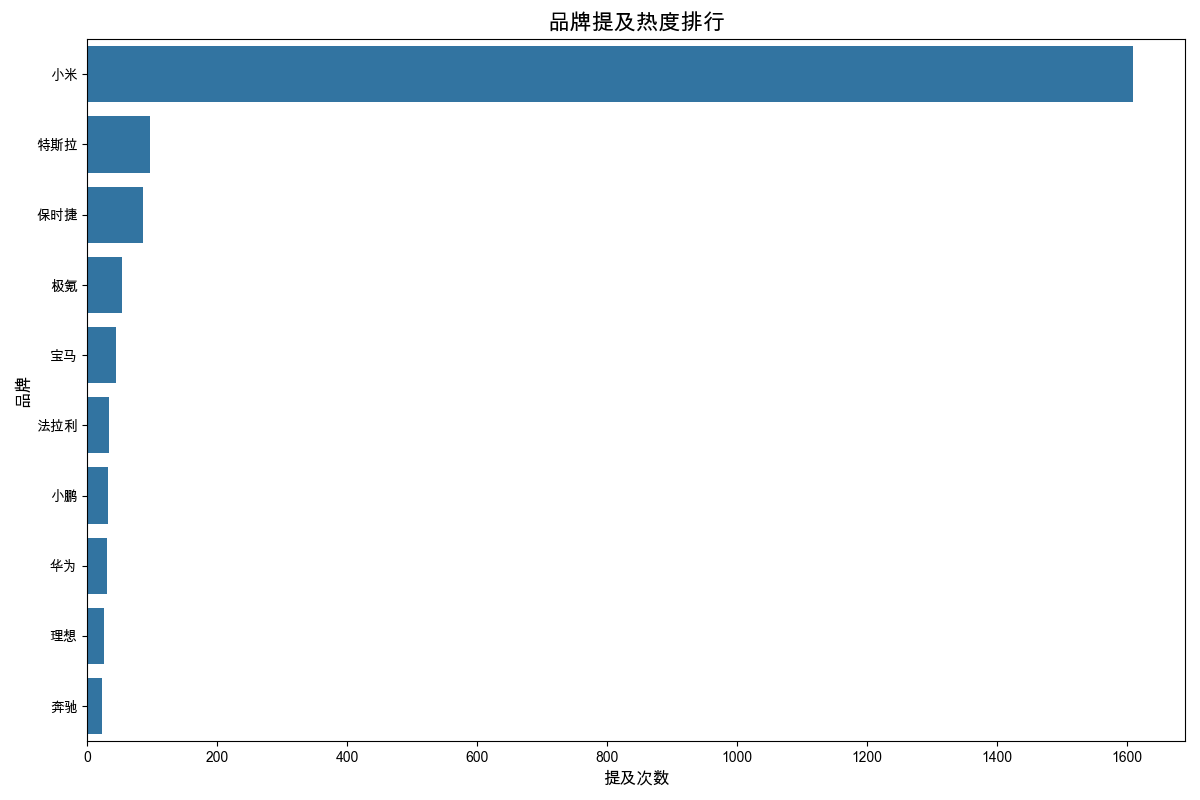 品牌提及热度排行
品牌
小米
特斯拉
保时捷
极氪
宝马
法拉利
小鹏
华为
理想
奔驰
0 200 400 600 800 1000 1200 1400 1600
提及次数